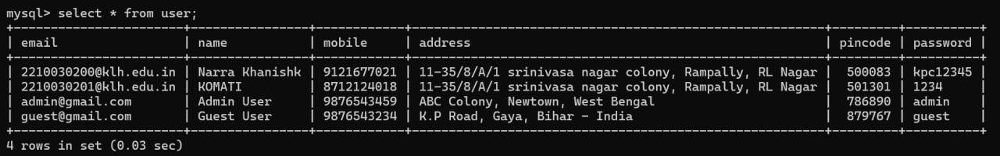 mysql> select * from user;
+------------------------+----------------+------------+---------------------------------------------------------+---------+----------+
| email                  | name           | mobile     | address                                                 | pincode | password |
+------------------------+----------------+------------+---------------------------------------------------------+---------+----------+
| 2210030200@klh.edu.in | Narra Khanishk | 9121677021 | 11-35/8/A/1 srinivasa nagar colony, Rampally, RL Nagar |  500083 | kpc12345 |
| 2210030201@klh.edu.in | KOMATI         | 8712124018 | 11-35/8/A/1 srinivasa nagar colony, Rampally, RL Nagar |  501301 | 1234     |
| admin@gmail.com        | Admin User     | 9876543459 | ABC Colony, Newtown, West Bengal                        |  786890 | admin    |
| guest@gmail.com        | Guest User     | 9876543234 | K.P Road, Gaya, Bihar - India                           |  879767 | guest    |
+------------------------+----------------+------------+---------------------------------------------------------+---------+----------+
4 rows in set (0.03 sec)